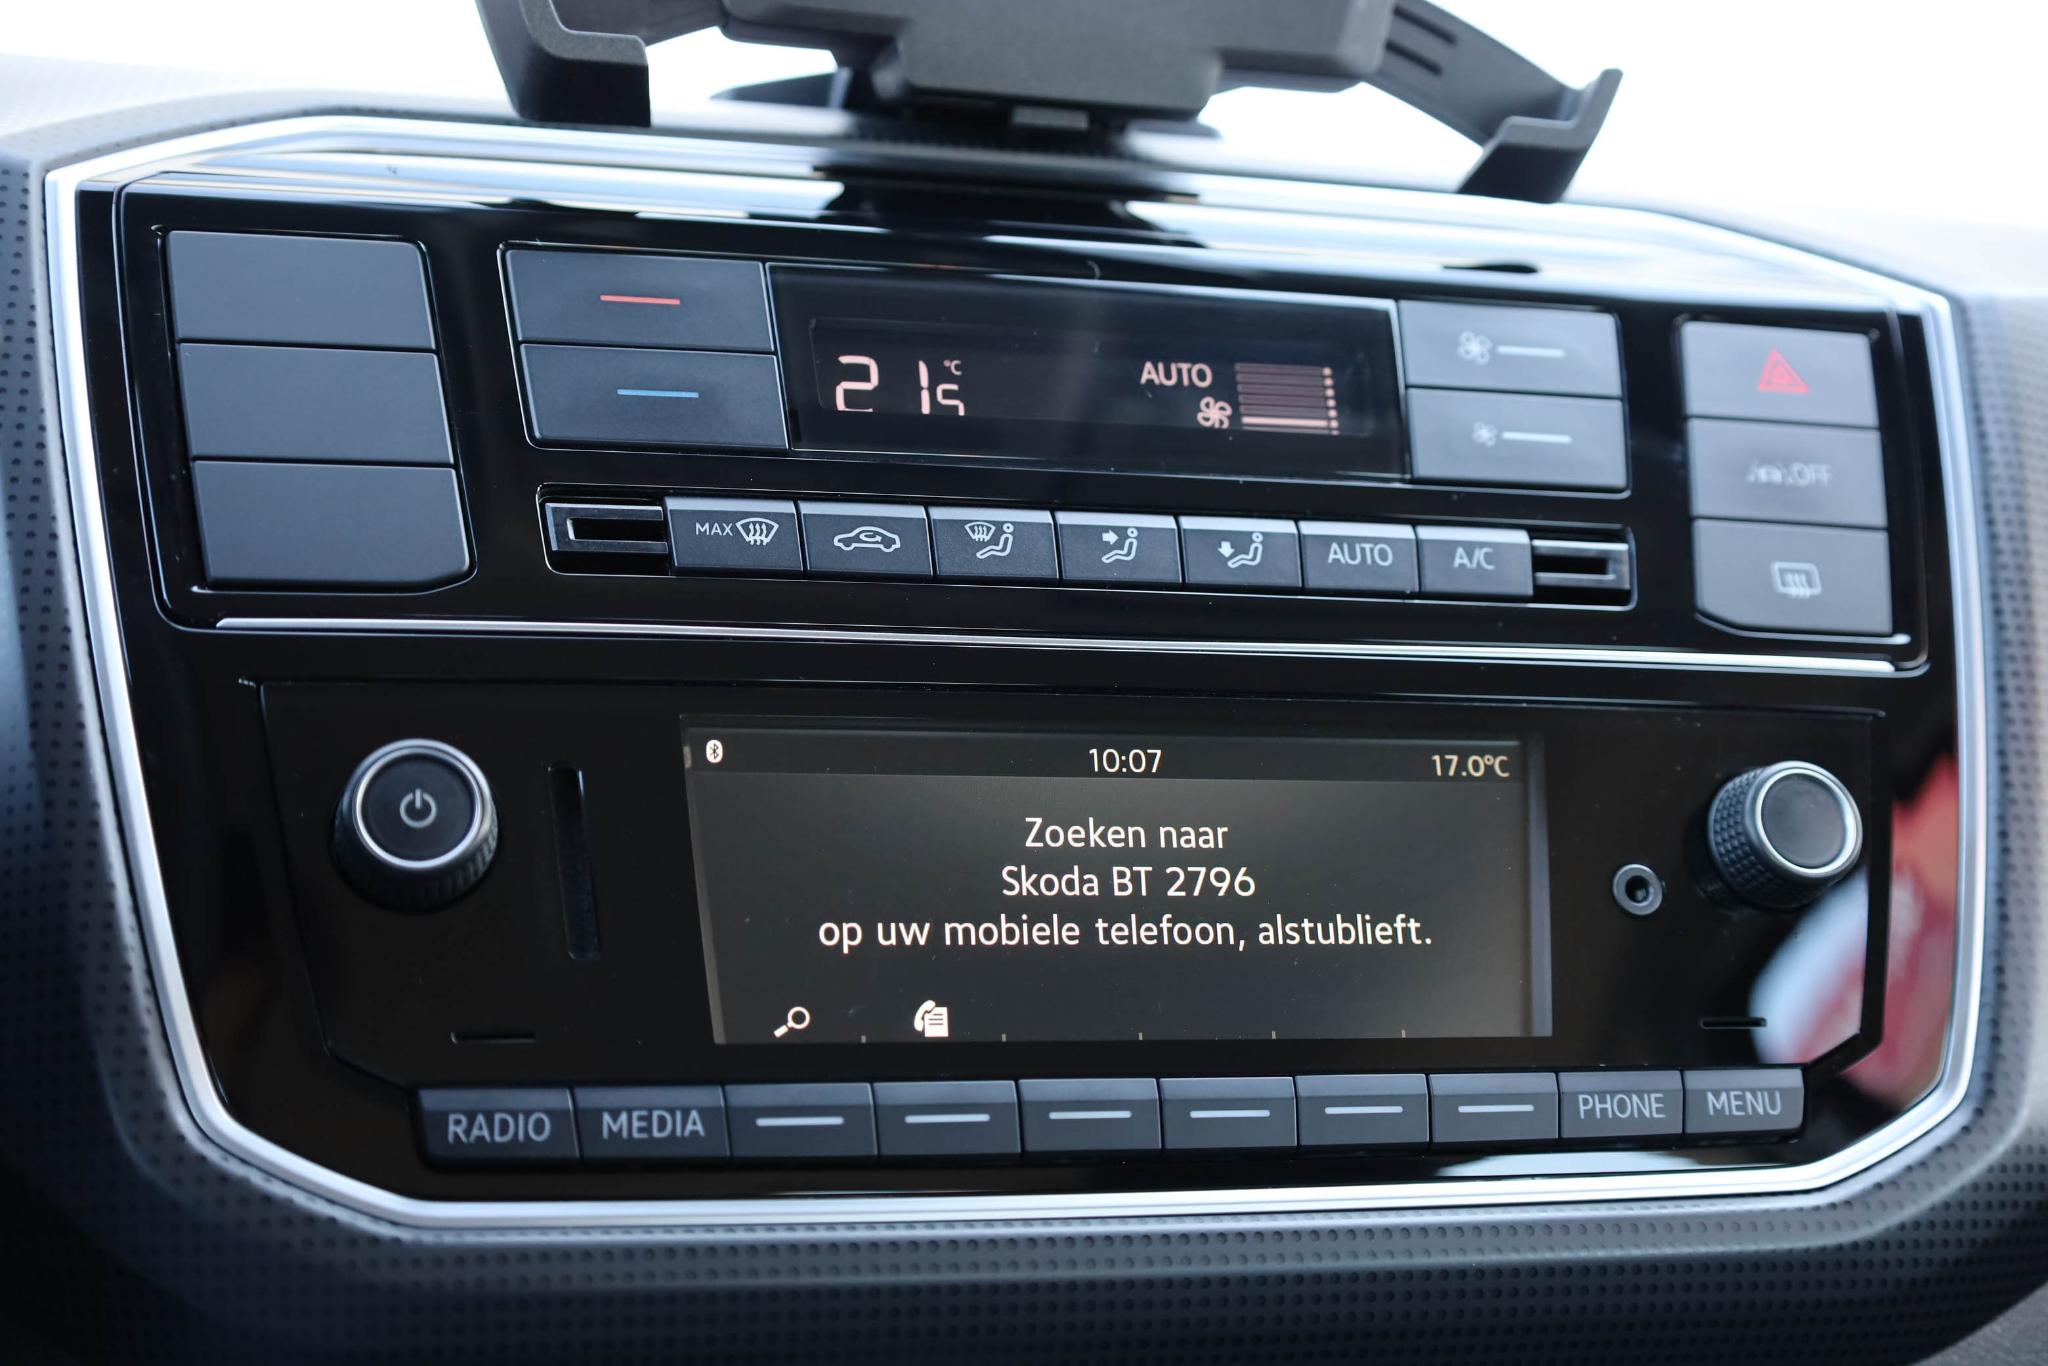 21.5 °C AUTO
OFF
MAX
AUTO
A/C
10:07
17.0°C
Zoeken naar
Skoda BT 2796
op uw mobiele telefoon, alstublieft.
RADIO
MEDIA
PHONE
MENU